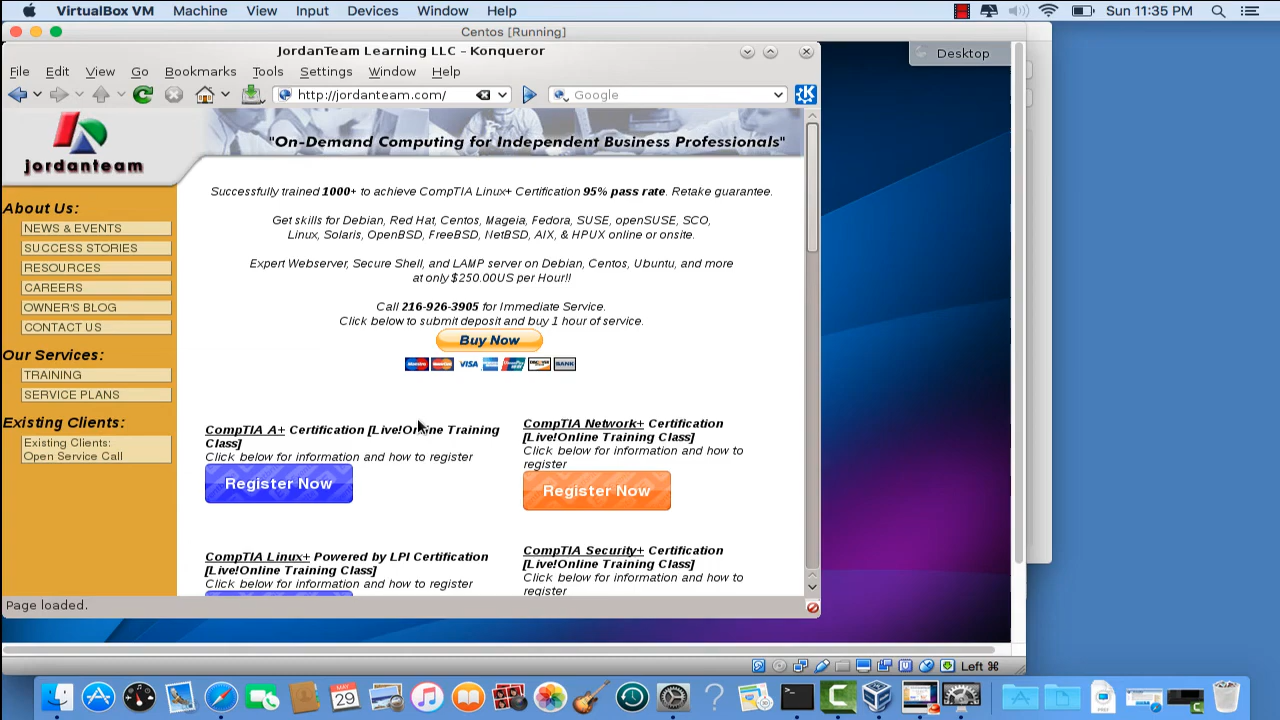 VirtualBox VM Machine View Input Devices Window Help Sun 11:35 PM
Centos [Running]
JordanTeam Learning LLC – Konqueror
Desktop
File Edit View Go Bookmarks Tools Settings Window Help
http://jordanteam.com/ Google
jordanteam
"On-Demand Computing for Independent Business Professionals"
About Us:
NEWS & EVENTS
SUCCESS STORIES
RESOURCES
CAREERS
OWNER'S BLOG
CONTACT US
Our Services:
TRAINING
SERVICE PLANS
Existing Clients:
Existing Clients:
Open Service Call
Successfully trained 1000+ to achieve CompTIA Linux+ Certification 95% pass rate. Retake guarantee.
Get skills for Debian, Red Hat, Centos, Mageia, Fedora, SUSE, openSUSE, SCO,
Linux, Solaris, OpenBSD, FreeBSD, NetBSD, AIX, & HPUX online or onsite.
Expert Webserver, Secure Shell, and LAMP server on Debian, Centos, Ubuntu, and more
at only $250.00US per Hour!!
Call 216-926-3905 for Immediate Service.
Click below to submit deposit and buy 1 hour of service.
Buy Now
VISA BANK
CompTIA A+ Certification [Live!Online Training
Class]
Click below for information and how to register
Register Now
CompTIA Network+ Certification
[Live!Online Training Class]
Click below for information and how to
register
Register Now
CompTIA Linux+ Powered by LPI Certification
[Live!Online Training Class]
Click below for information and how to register
CompTIA Security+ Certification
[Live!Online Training Class]
Click below for information and how to
register
Page loaded.
Left ⌘
MAY
29